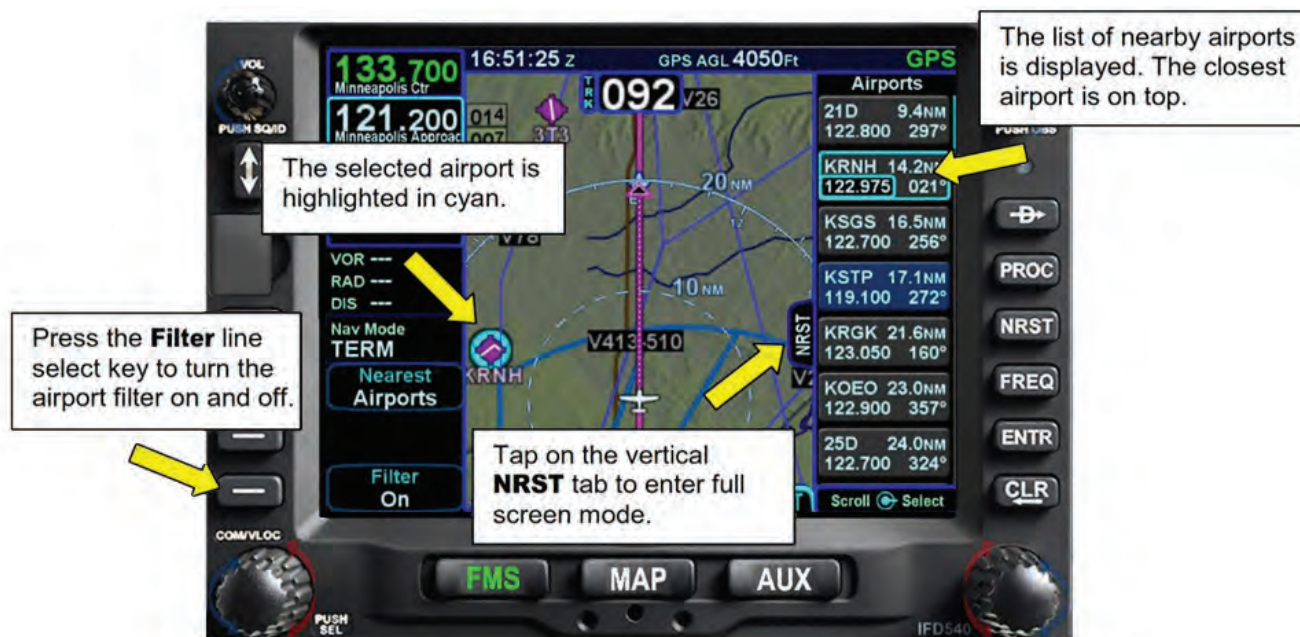 The list of nearby airports
is displayed. The closest
airport is on top.
VOL
PUSH SQ/ID
133.700
Minneapolis Ctr
121.200
Minneapolis Approac
16:51:25 Z
GPS AGL 4050Ft
GPS
TRK
092
V26
014
007
3T3
The selected airport is
highlighted in cyan.
20 NM
12
V78
10 NM
VOR ---
RAD ---
DIS ---
Nav Mode
TERM
Nearest
Airports
Filter
On
Press the Filter line
select key to turn the
airport filter on and off.
KRNH
V413-510
NRST
Tap on the vertical
NRST tab to enter full
screen mode.
Airports
21D 9.4NM
122.800 297°
KRNH 14.2N
122.975 021°
KSGS 16.5NM
122.700 256°
KSTP 17.1NM
119.100 272°
KRGK 21.6NM
123.050 160°
KOEO 23.0NM
122.900 357°
25D 24.0NM
122.700 324°
Scroll Select
PUSH OBS
D
PROC
NRST
FREQ
ENTR
CLR
COM/VLOC
PUSH
SEL
FMS
MAP
AUX
IFD540